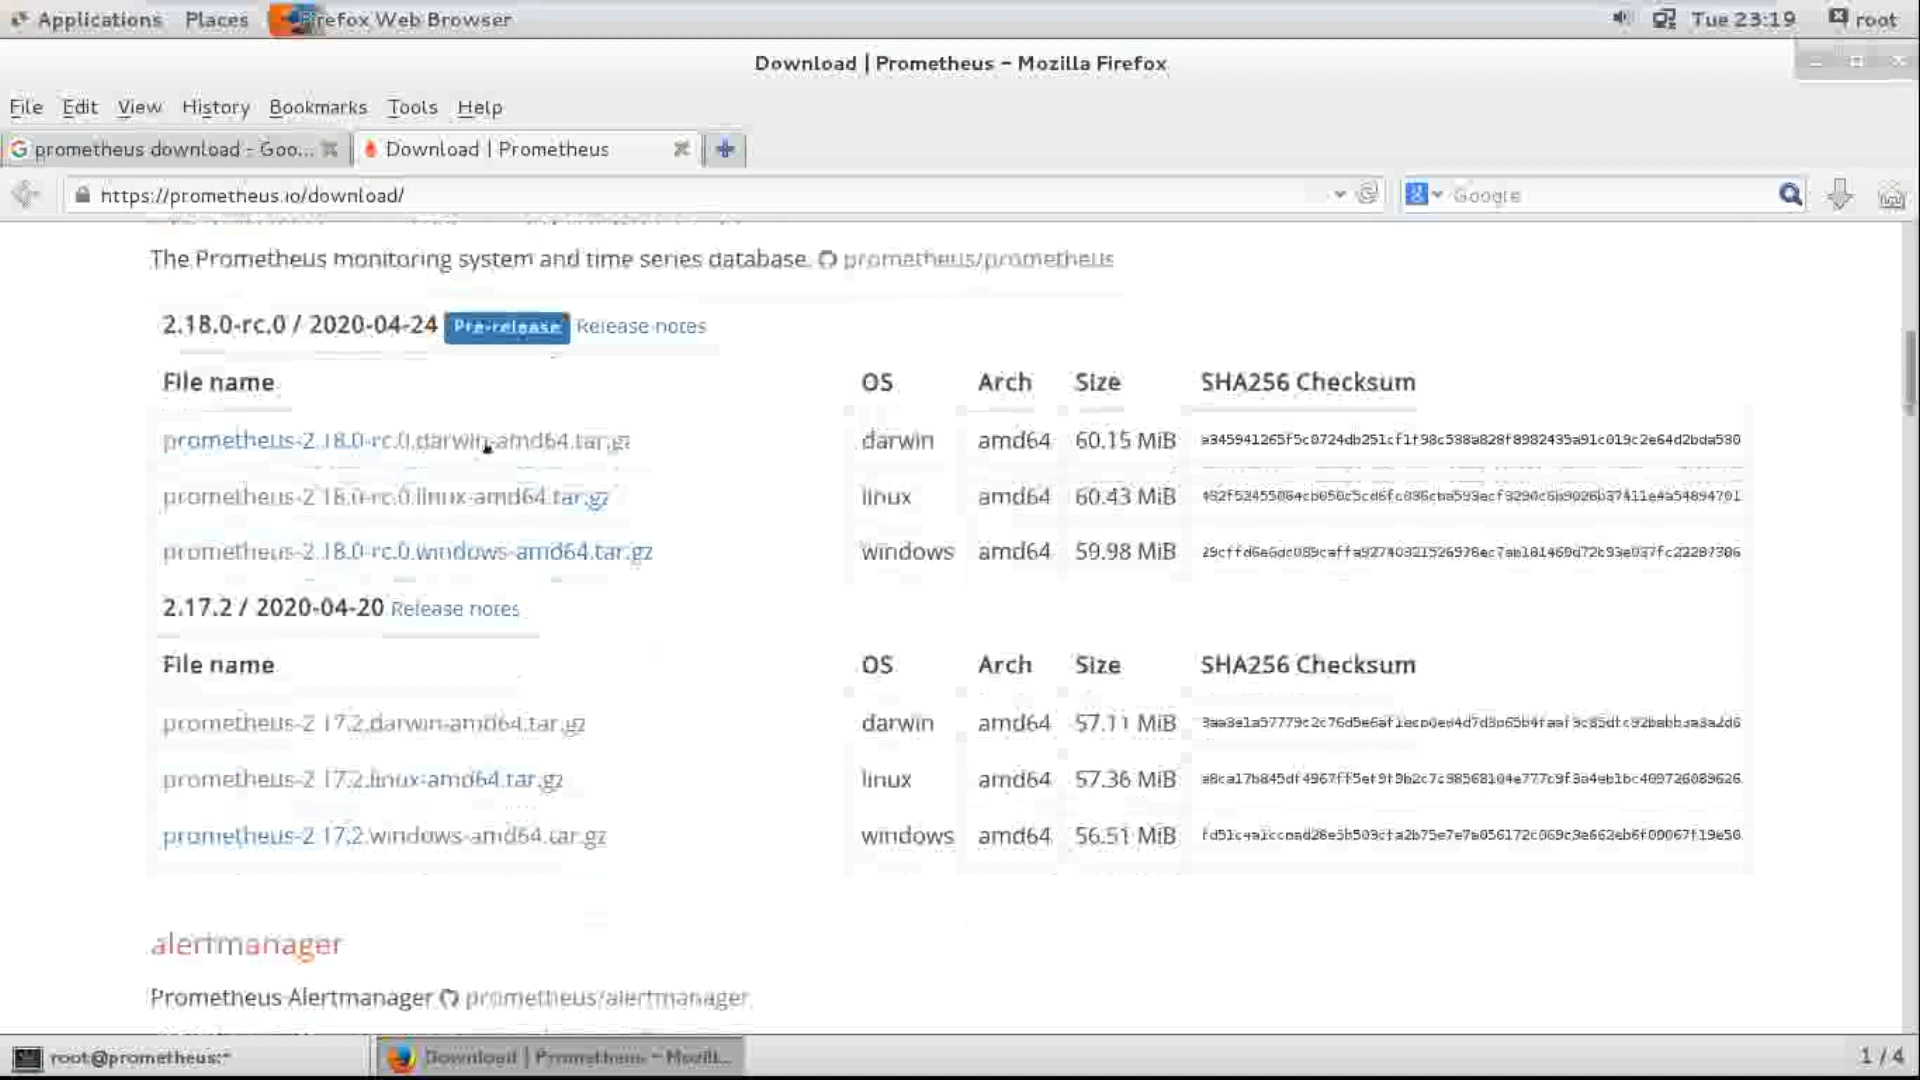 Applications Places Firefox Web Browser Tue 23:19 root
Download | Prometheus - Mozilla Firefox
File Edit View History Bookmarks Tools Help
prometheus download - Goo... Download | Prometheus
https://prometheus.io/download/ Google
The Prometheus monitoring system and time series database. prometheus/prometheus
2.18.0-rc.0 / 2020-04-24 Pre-release Release notes
File name OS Arch Size SHA256 Checksum
prometheus-2.18.0-rc.0.darwin-amd64.tar.gz darwin amd64 60.15 MiB
prometheus-2.18.0-rc.0.linux-amd64.tar.gz linux amd64 60.43 MiB
prometheus-2.18.0-rc.0.windows-amd64.tar.gz windows amd64 59.98 MiB
2.17.2 / 2020-04-20 Release notes
File name OS Arch Size SHA256 Checksum
prometheus-2.17.2.darwin-amd64.tar.gz darwin amd64 57.11 MiB
prometheus-2.17.2.linux-amd64.tar.gz linux amd64 57.36 MiB
prometheus-2.17.2.windows-amd64.tar.gz windows amd64 56.51 MiB
alertmanager
Prometheus Alertmanager prometheus/alertmanager
root@prometheus:~ Download | Prometheus - Mozill... 1 / 4